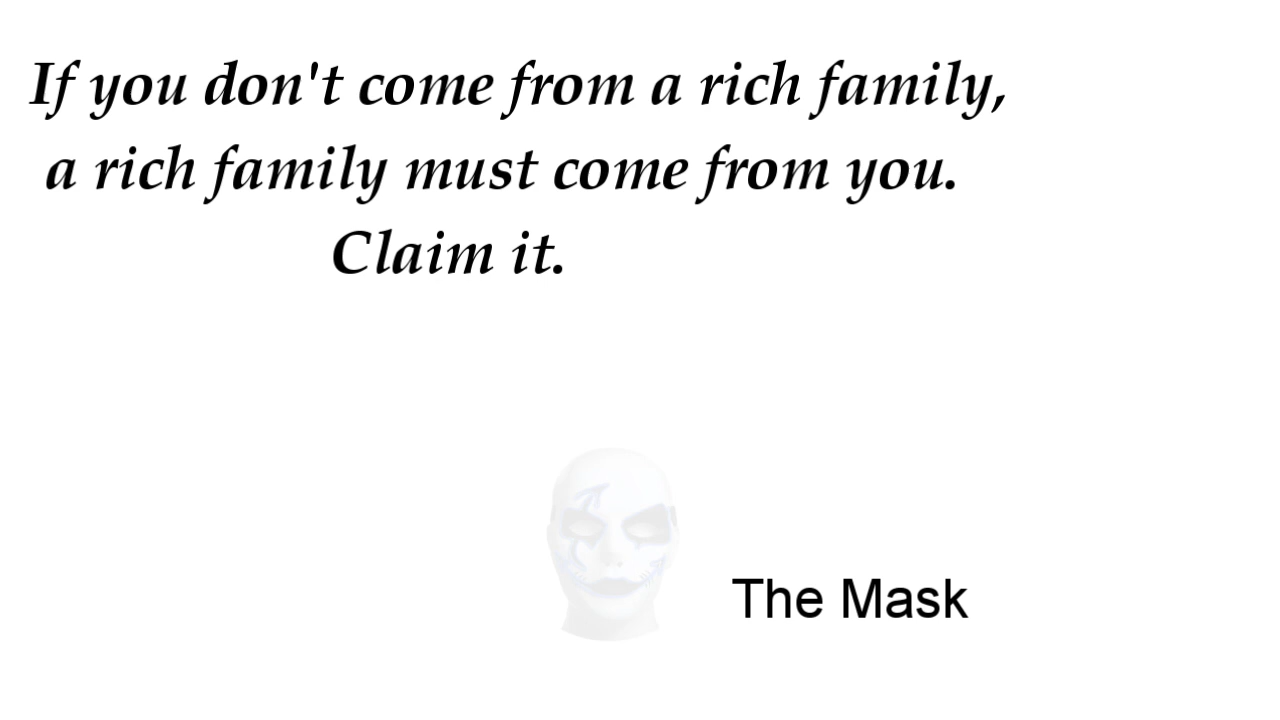 If you don't come from a rich family,
a rich family must come from you.
Claim it.
The Mask